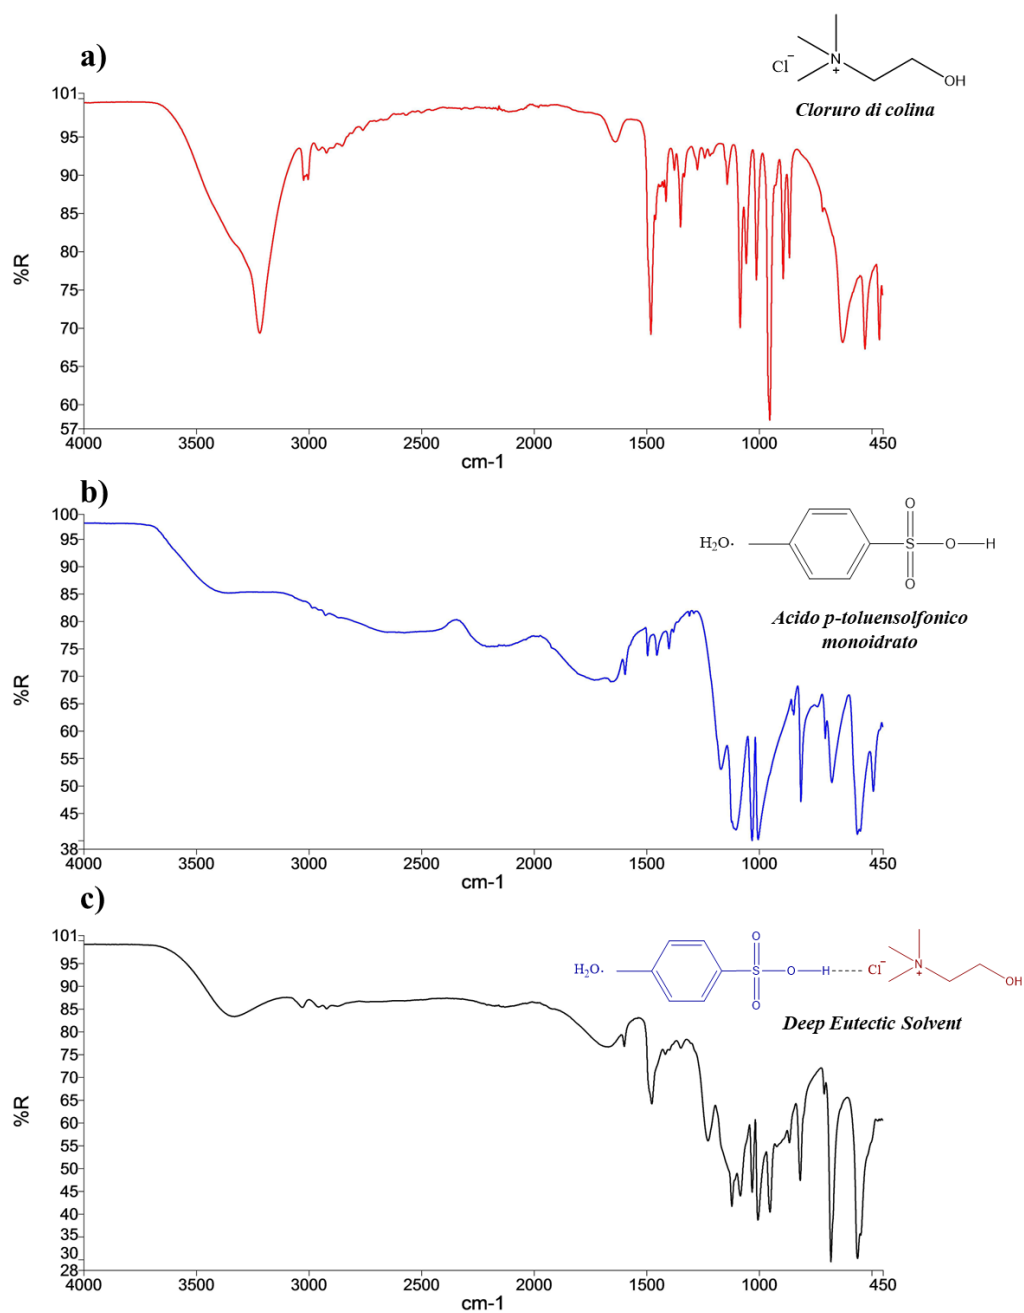 a)
Cl−
N
+
OH
Cloruro di colina
101
95
90
85
80
75
70
65
60
57
%R
4000 3500 3000 2500 2000 1500 1000 450
cm-1
b)
H₂O·
O
S
O
H
O
Acido p-toluensolfonico
monoidrato
100
95
90
85
80
75
70
65
60
55
50
45
38
%R
4000 3500 3000 2500 2000 1500 1000 450
cm-1
c)
H₂O·
O
S
O
H
O
Cl−
N
+
OH
Deep Eutectic Solvent
101
95
90
85
80
75
70
65
60
55
50
45
40
35
30
28
%R
4000 3500 3000 2500 2000 1500 1000 450
cm-1